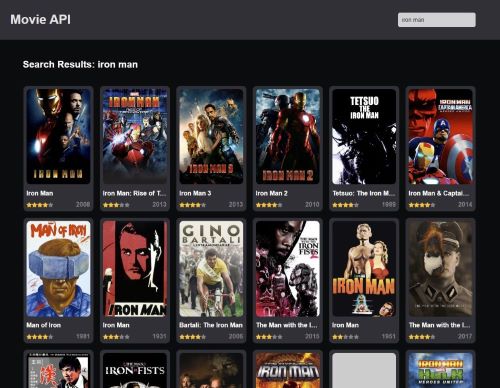 Movie API
iron man
Search Results: iron man
IRON MAN
IRON MAN
IRON MAN 3
IRON MAN 2
TETSUO
THE
IRON MAN
IRON MAN
CAPTAIN AMERICA
Iron Man
Iron Man: Rise of T...
Iron Man 3
Iron Man 2
Tetsuo: The Iron M...
Iron Man & Captai...
2008
2013
2013
2010
1989
2014
MAN OF IRON
IRON MAN
GINO
BARTALI
THE MAN
IRON
FISTS
2
IRON MAN
Man of Iron
Iron Man
Bartali: The Iron Man
The Man with the I...
Iron Man
The Man with the I...
1981
1931
2006
2015
1951
2017
IRON FISTS
IRON MAN
IRON MAN
HULK
HEROES UNITED